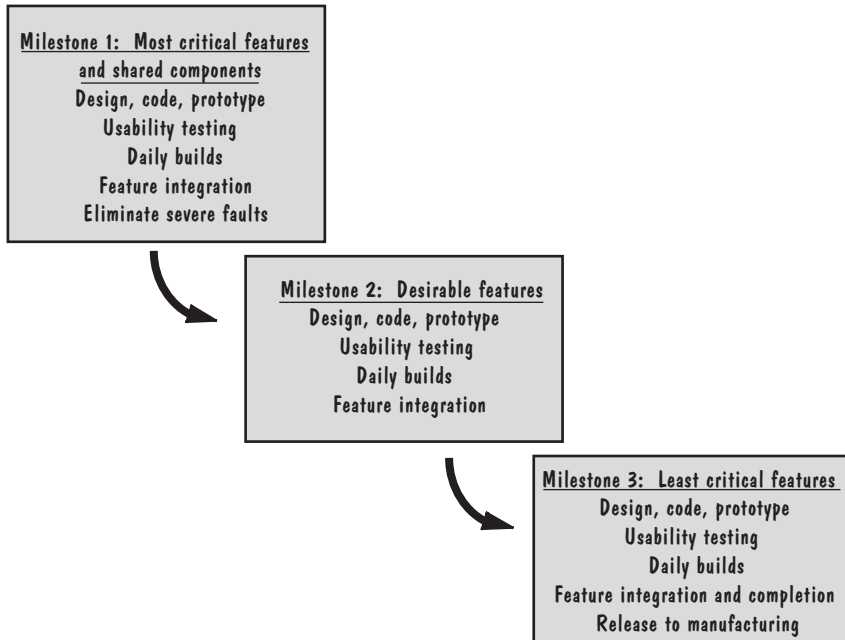 Milestone 1: Most critical features
and shared components
Design, code, prototype
Usability testing
Daily builds
Feature integration
Eliminate severe faults
Milestone 2: Desirable features
Design, code, prototype
Usability testing
Daily builds
Feature integration
Milestone 3: Least critical features
Design, code, prototype
Usability testing
Daily builds
Feature integration and completion
Release to manufacturing